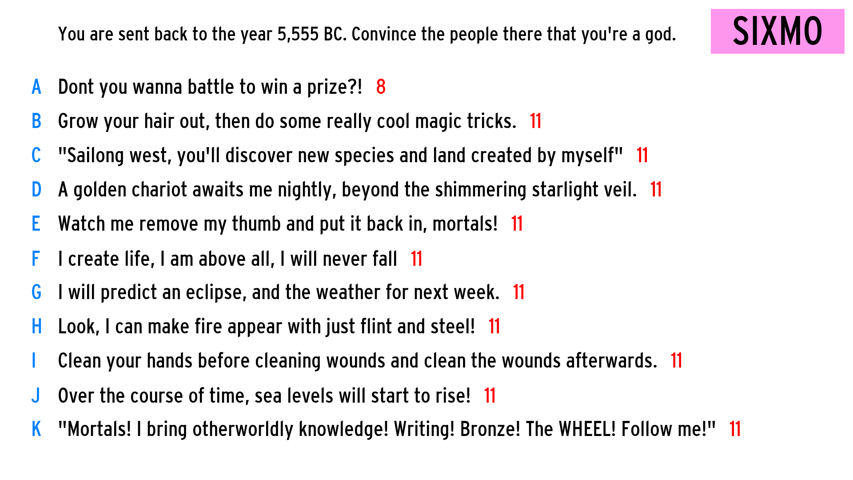 You are sent back to the year 5,555 BC. Convince the people there that you're a god.
SIXMO
A Dont you wanna battle to win a prize?! 8
B Grow your hair out, then do some really cool magic tricks. 11
C "Sailong west, you'll discover new species and land created by myself" 11
D A golden chariot awaits me nightly, beyond the shimmering starlight veil. 11
E Watch me remove my thumb and put it back in, mortals! 11
F I create life, I am above all, I will never fall 11
G I will predict an eclipse, and the weather for next week. 11
H Look, I can make fire appear with just flint and steel! 11
I Clean your hands before cleaning wounds and clean the wounds afterwards. 11
J Over the course of time, sea levels will start to rise! 11
K "Mortals! I bring otherworldly knowledge! Writing! Bronze! The WHEEL! Follow me!" 11